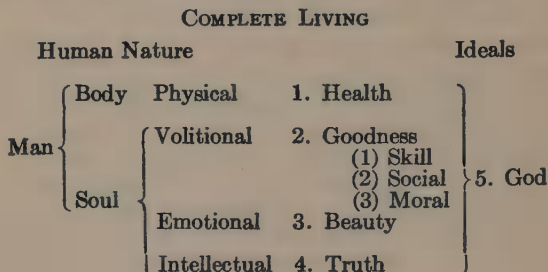 COMPLETE LIVING
Human Nature Ideals
Body Physical 1. Health
Man Volitional 2. Goodness
(1) Skill
(2) Social 5. God
Soul (3) Moral
Emotional 3. Beauty
Intellectual 4. Truth